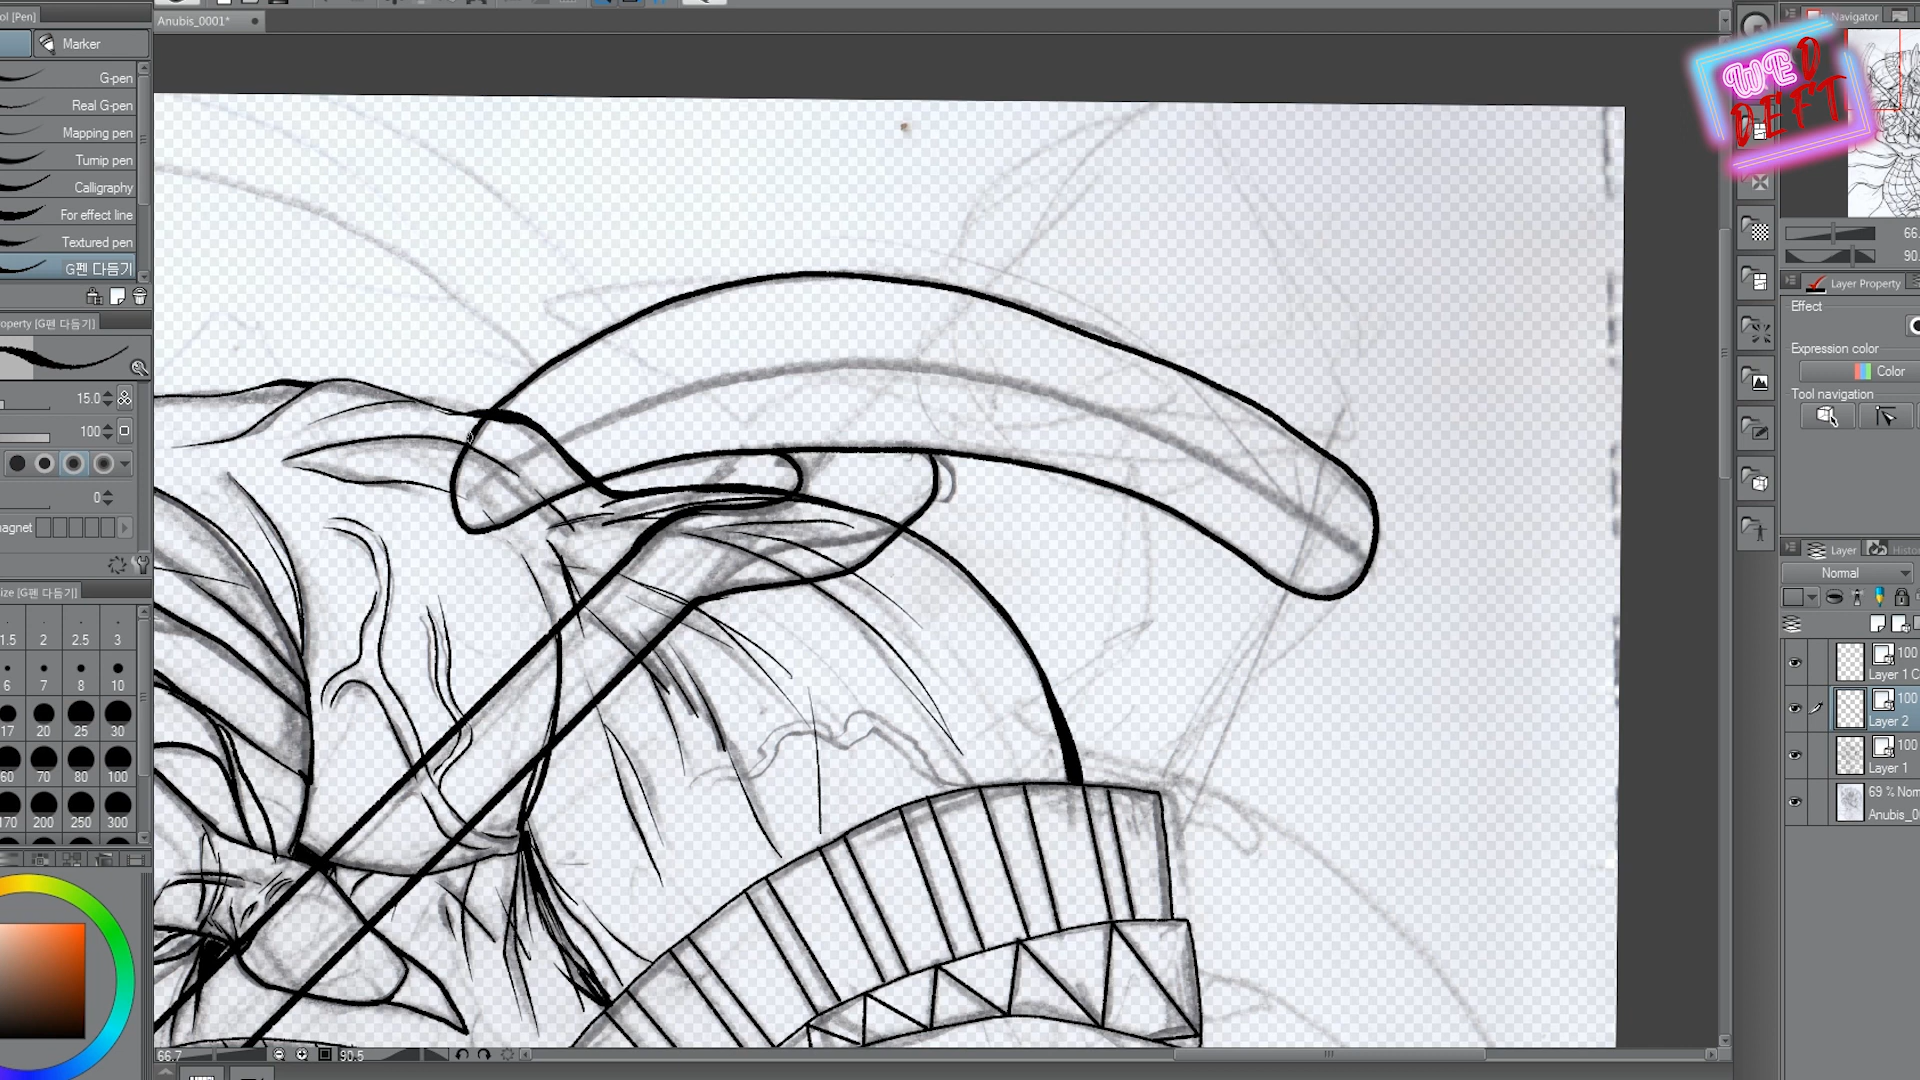 ol [Pen]
Anubis_0001*
Navigator
WED
DEFT
Marker
G-pen
Real G-pen
Mapping pen
Turnip pen
Calligraphy
For effect line
Textured pen
G펜 다듬기
operty [G펜 다듬기]
15.0
100
0
agnet
ize [G펜 다듬기]
1.5 2 2.5 3
6 7 8 10
17 20 25 30
60 70 80 100
170 200 250 300
66.7
90.5
66.
90.
Layer Property
Effect
Expression color
Color
Tool navigation
Layer
Histo
Normal
100
Layer 1 C
100
Layer 2
100
Layer 1
69 % Nom
Anubis_0